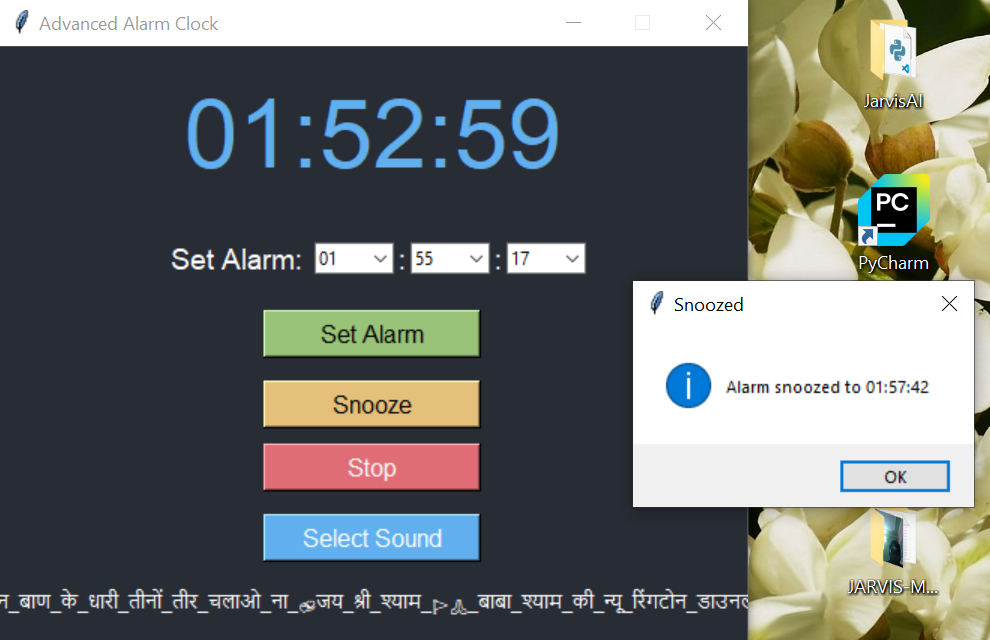 Advanced Alarm Clock
01:52:59
Set Alarm: 01 : 55 : 17
Set Alarm
Snooze
Stop
Select Sound
न_बाण_के_धारी_तीनों_तीर_चलाओ_ना_जय_श्री_श्याम_बाबा_श्याम_की_न्यू_रिंगटोन_डाउनल
JarvisAI
PC
PyCharm
Snoozed
Alarm snoozed to 01:57:42
OK
JARVIS-M...